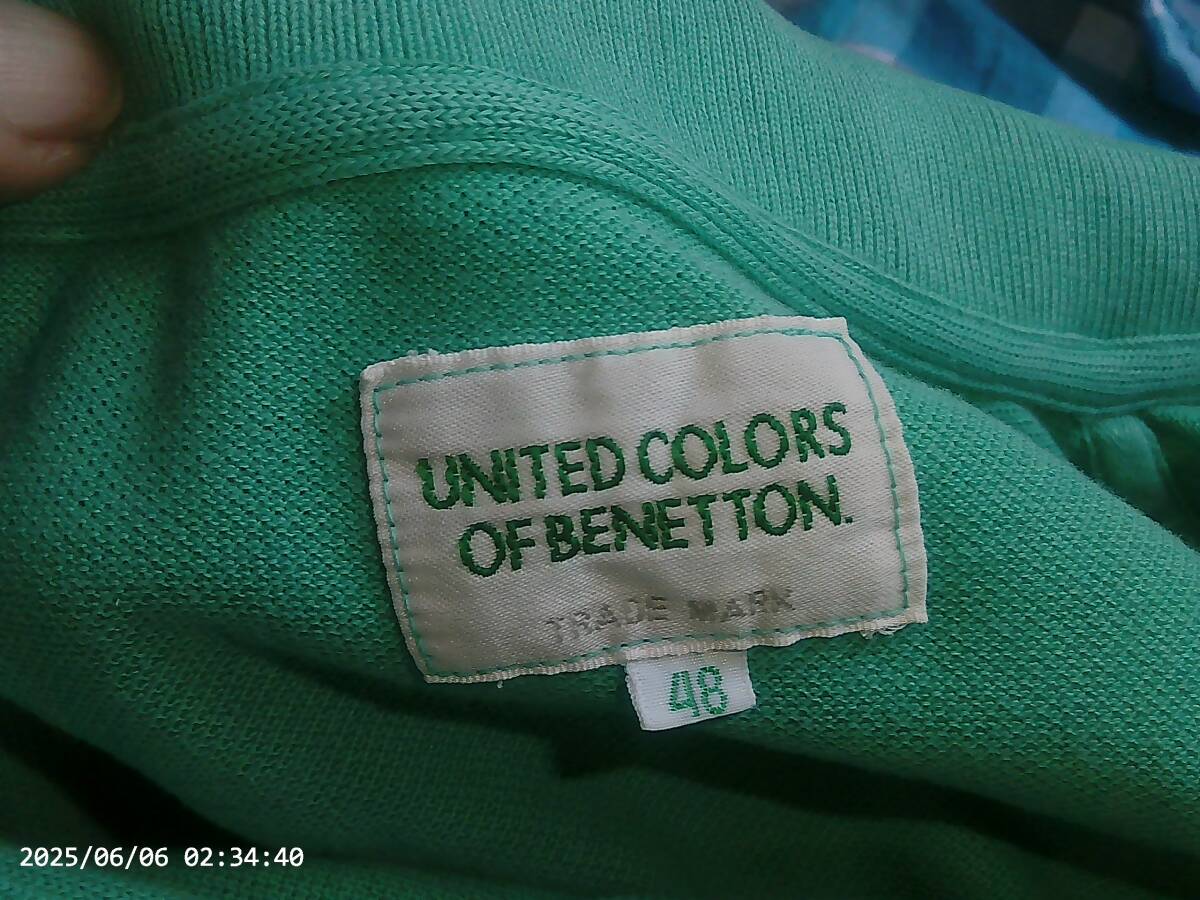 UNITED COLORS
OF BENETTON.
TRADE MARK
48
2025/06/06 02:34:40